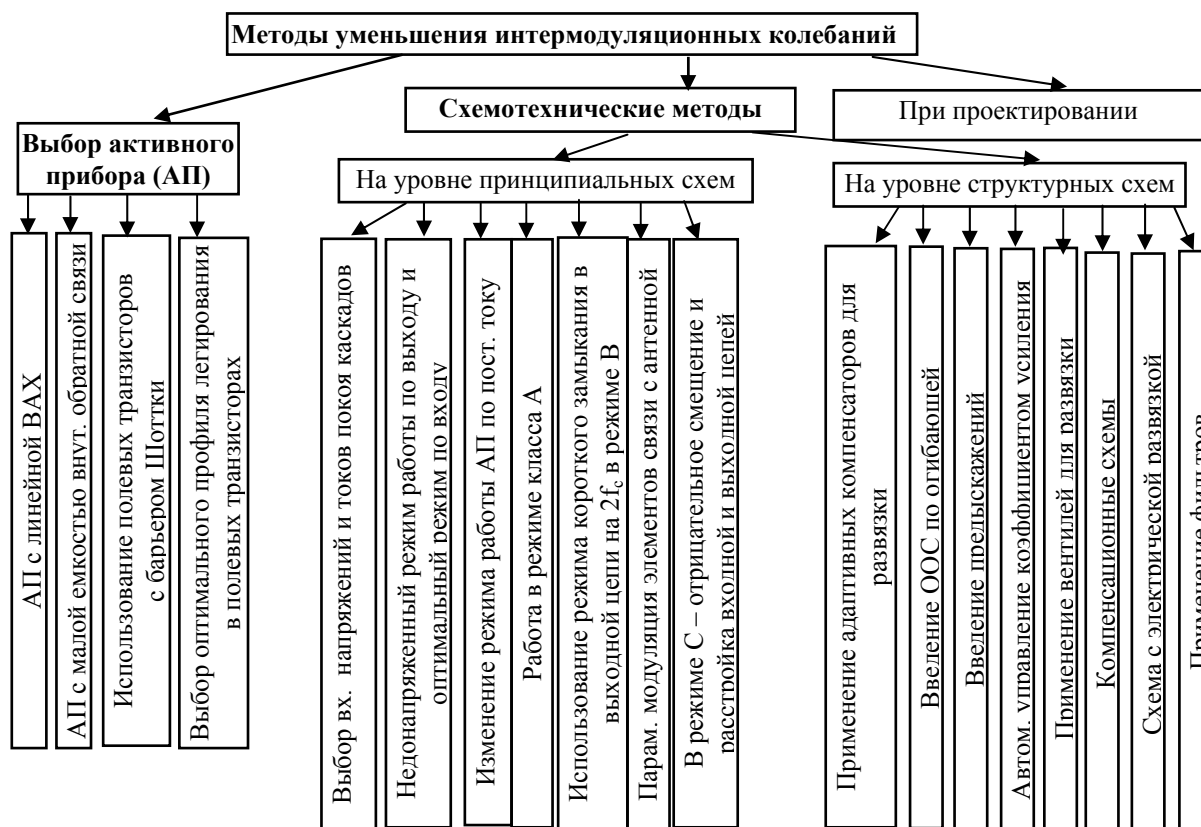 Методы уменьшения интермодуляционных колебаний
Схемотехнические методы
При проектировании
Выбор активного
прибора (АП)
На уровне принципиальных схем
На уровне структурных схем
АП с линейной ВАХ
АП с малой емкостью внут. обратной связи
Использование полевых транзисторов
с барьером Шоттки
Выбор оптимального профиля легирования
в полевых транзисторах
Выбор вх. напряжений и токов покоя каскадов
Недонапряженный режим работы по выходу и
оптимальный режим по входу
Изменение режима работы АП по пост. току
Работа в режиме класса А
Использование режима короткого замыкания в
выходной цепи на 2f_c в режиме В
Парам. модуляция элементов связи с антенной
В режиме С – отрицательное смещение и
расстройка входной и выходной цепей
Применение адаптивных компенсаторов для
развязки
Введение ООС по огибающей
Введение предыскажений
Автом. управление коэффициентом усиления
Применение вентилей для развязки
Компенсационные схемы
Схема с электрической развязкой
Применение фильтров